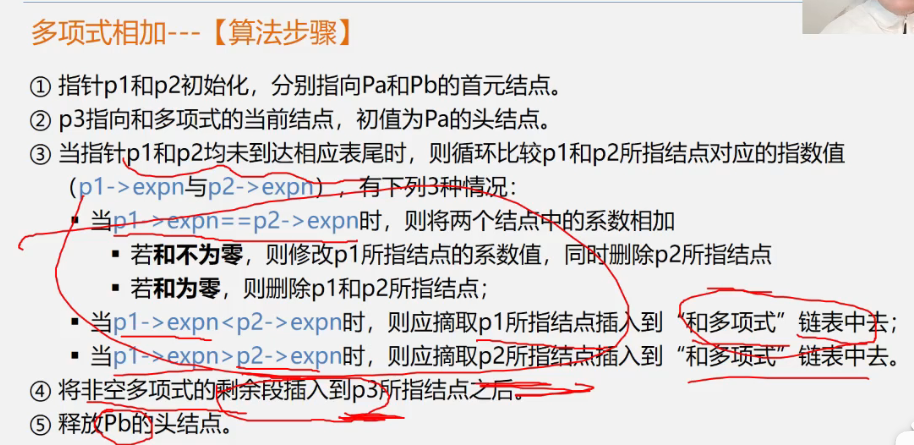 多项式相加---【算法步骤】
① 指针p1和p2初始化，分别指向Pa和Pb的首元结点。
② p3指向和多项式的当前结点，初值为Pa的头结点。
③ 当指针p1和p2均未到达相应表尾时，则循环比较p1和p2所指结点对应的指数值
（p1->expn与p2->expn），有下列3种情况：
▪ 当p1->expn==p2->expn时，则将两个结点中的系数相加
▪ 若和不为零，则修改p1所指结点的系数值，同时删除p2所指结点
▪ 若和为零，则删除p1和p2所指结点；
▪ 当p1->expn<p2->expn时，则应摘取p1所指结点插入到“和多项式”链表中去；
▪ 当p1->expn>p2->expn时，则应摘取p2所指结点插入到“和多项式”链表中去。
④ 将非空多项式的剩余段插入到p3所指结点之后。
⑤ 释放Pb的头结点。